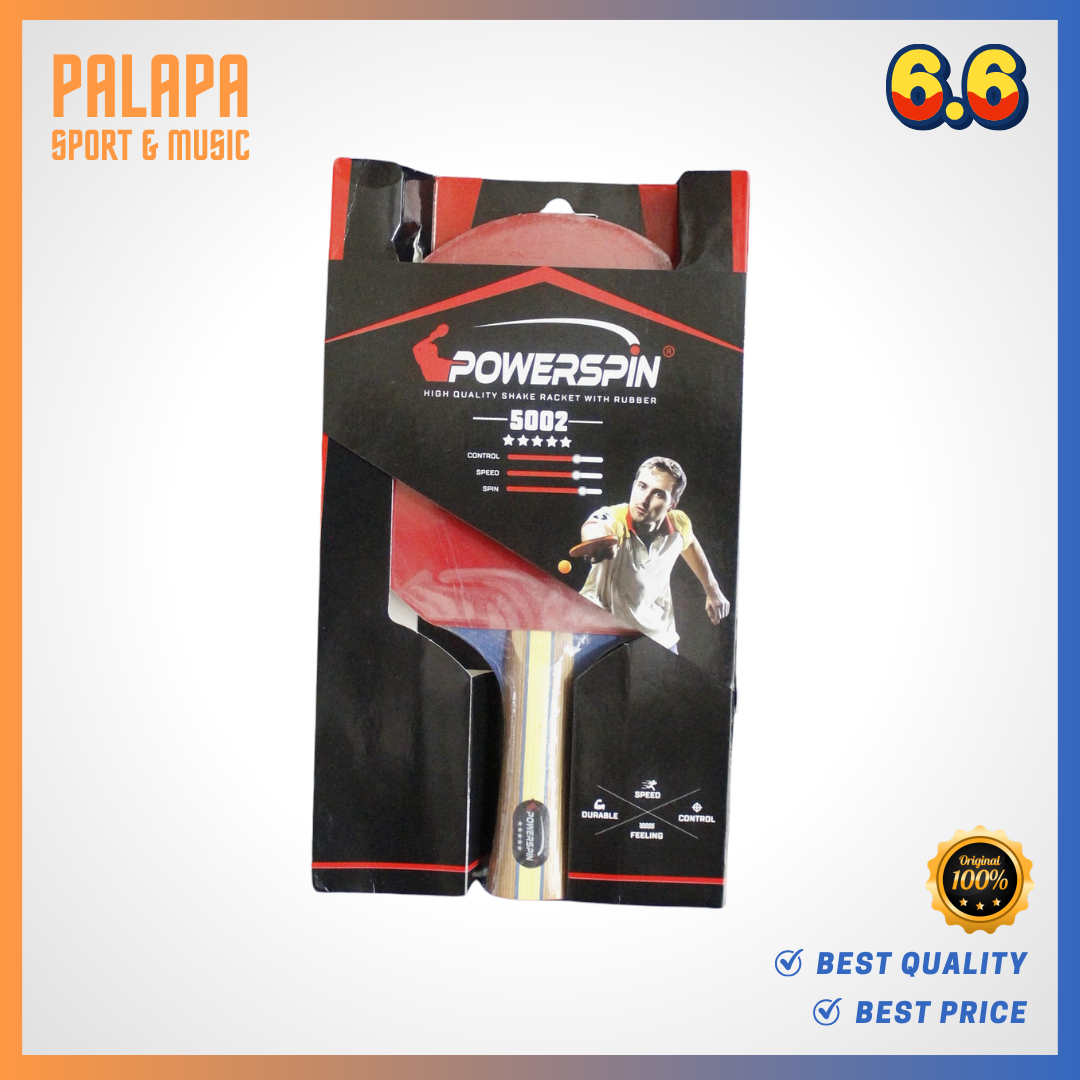 PALAPA
SPORT & MUSIC
6.6
POWERSPIN®
HIGH QUALITY SHAKE RACKET WITH RUBBER
5002
CONTROL
SPEED
SPIN
SPEED
DURABLE
CONTROL
FEELING
POWERSPIN
Original
100%
BEST QUALITY
BEST PRICE